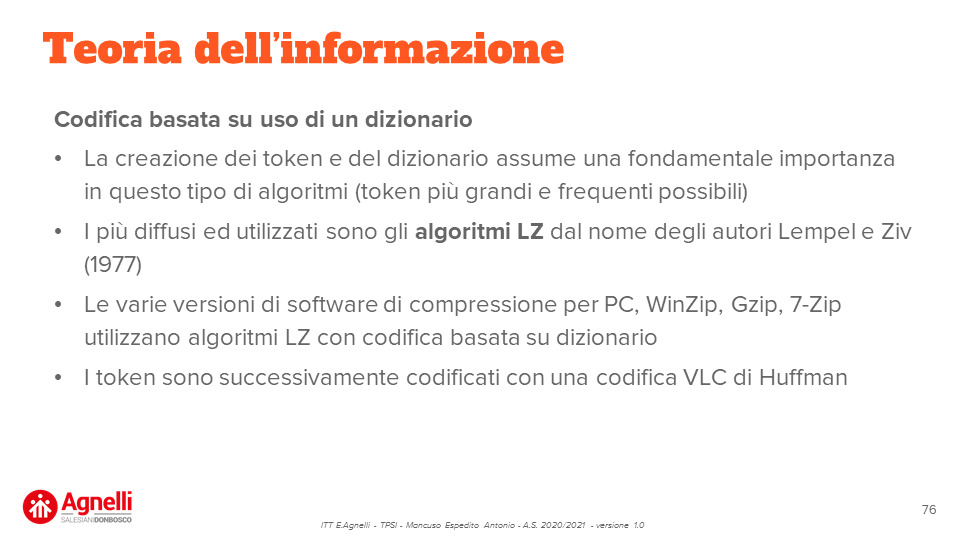 Teoria dell'informazione
Codifica basata su uso di un dizionario
• La creazione dei token e del dizionario assume una fondamentale importanza
in questo tipo di algoritmi (token più grandi e frequenti possibili)
• I più diffusi ed utilizzati sono gli algoritmi LZ dal nome degli autori Lempel e Ziv
(1977)
• Le varie versioni di software di compressione per PC, WinZip, Gzip, 7-Zip
utilizzano algoritmi LZ con codifica basata su dizionario
• I token sono successivamente codificati con una codifica VLC di Huffman
Agnelli
SALESIANIDONBOSCO
ITT E.Agnelli - TPSI - Mancuso Espedito Antonio - A.S. 2020/2021 - versione 1.0
76